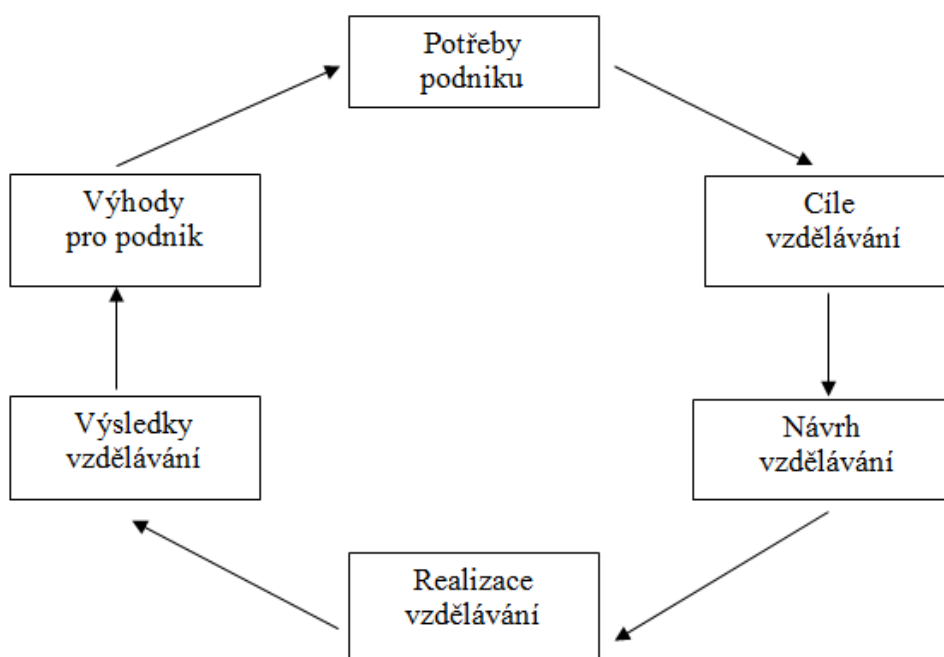 Potřeby
podniku
Výhody
pro podnik
Cíle
vzdělávání
Výsledky
vzdělávání
Návrh
vzdělávání
Realizace
vzdělávání